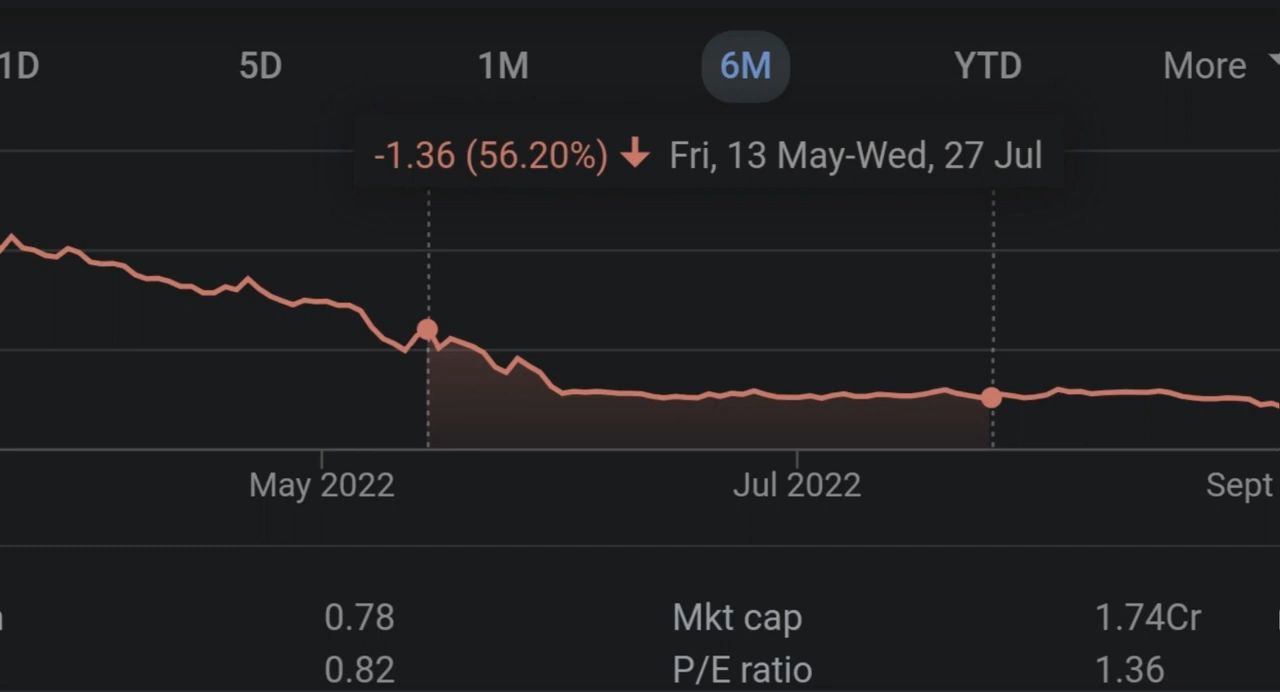 1D 5D 1M 6M YTD More
-1.36 (56.20%) Fri, 13 May-Wed, 27 Jul
May 2022 Jul 2022 Sept
0.78 Mkt cap 1.74Cr
0.82 P/E ratio 1.36